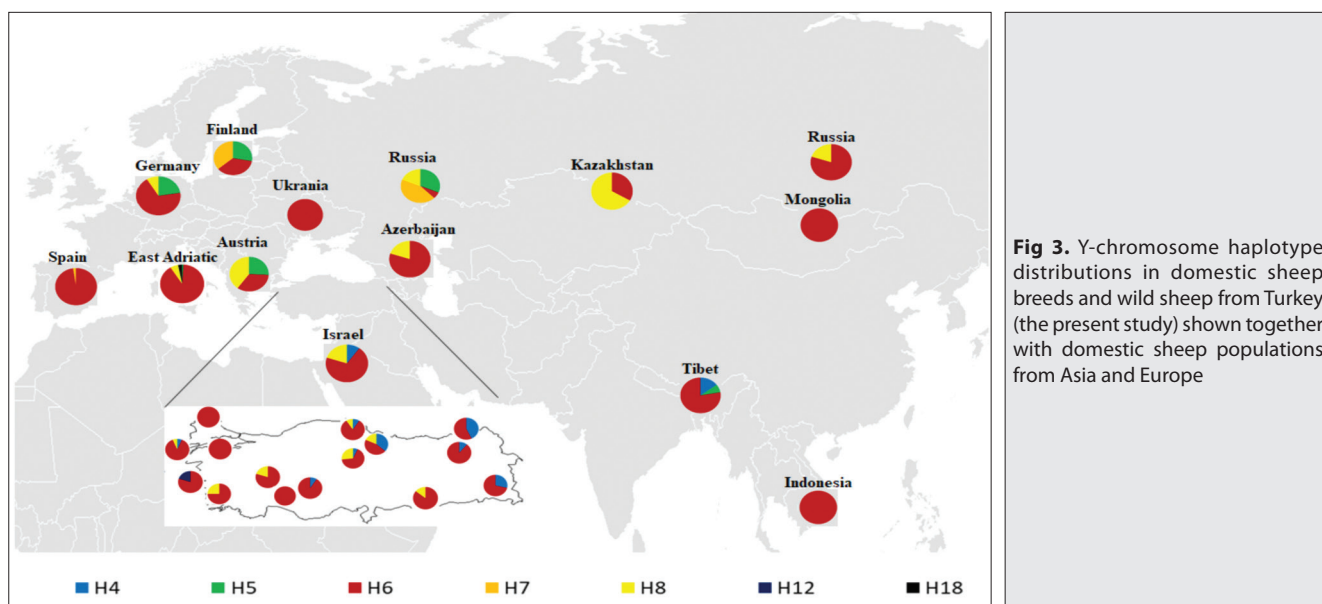 Finland
Germany
Russia
Russia
Kazakhstan
Ukrania
Mongolia
Azerbaijan
Austria
Spain
East Adriatic
Israel
Tibet
Indonesia
H4 H5 H6 H7 H8 H12 H18
Fig 3. Y-chromosome haplotype
distributions in domestic sheep
breeds and wild sheep from Turkey
(the present study) shown together
with domestic sheep populations
from Asia and Europe